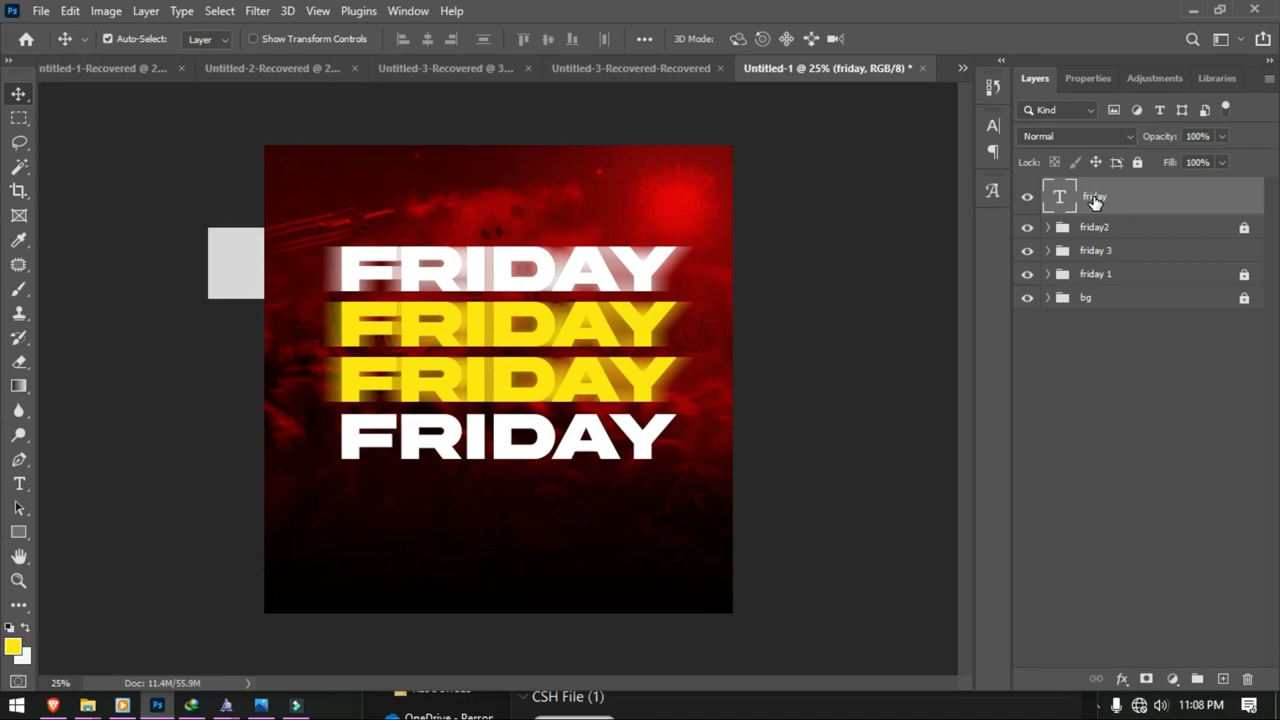 Ps File Edit Image Layer Type Select Filter 3D View Plugins Window Help
Auto-Select: Layer Show Transform Controls 3D Mode:
ntitled-1-Recovered @ 2... × Untitled-2-Recovered @ 2... × Untitled-3-Recovered @ 3... × Untitled-3-Recovered-Recovered × Untitled-1 @ 25% (friday, RGB/8) * ×
Layers Properties Adjustments Libraries
Kind
Normal Opacity: 100%
Lock: Fill: 100%
friday
friday2
friday 3
friday 1
bg
FRIDAY
FRIDAY
FRIDAY
FRIDAY
25% Doc: 11.4M/55.9M
CSH File (1)
OneDrive - Person
11:08 PM